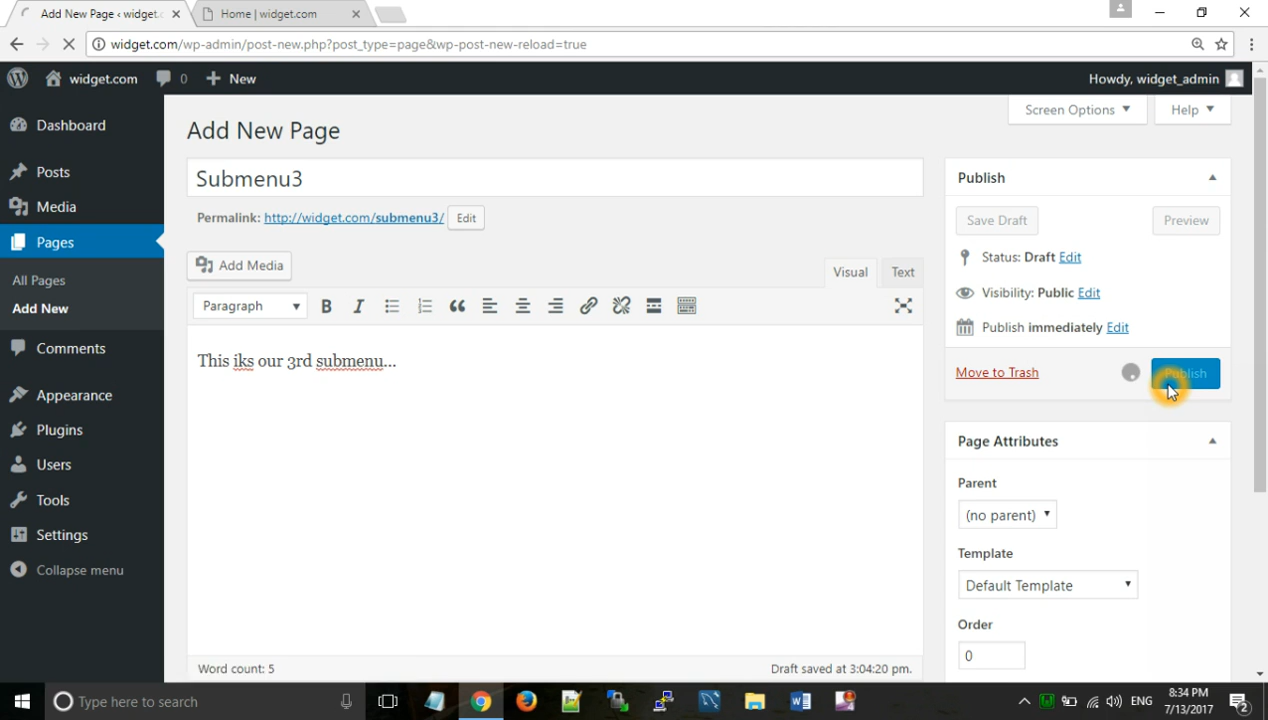 Add New Page ‹ widget.c
Home | widget.com
widget.com/wp-admin/post-new.php?post_type=page&wp-post-new-reload=true
widget.com
0
New
Howdy, widget_admin
Dashboard
Posts
Media
Pages
All Pages
Add New
Comments
Appearance
Plugins
Users
Tools
Settings
Collapse menu
Screen Options
Help
Add New Page
Submenu3
Permalink: http://widget.com/submenu3/ Edit
Add Media
Visual
Text
Paragraph
This iks our 3rd submenu...
Word count: 5
Draft saved at 3:04:20 pm.
Publish
Save Draft
Preview
Status: Draft Edit
Visibility: Public Edit
Publish immediately Edit
Move to Trash
Publish
Page Attributes
Parent
(no parent)
Template
Default Template
Order
0
Type here to search
ENG
8:34 PM
7/13/2017
2